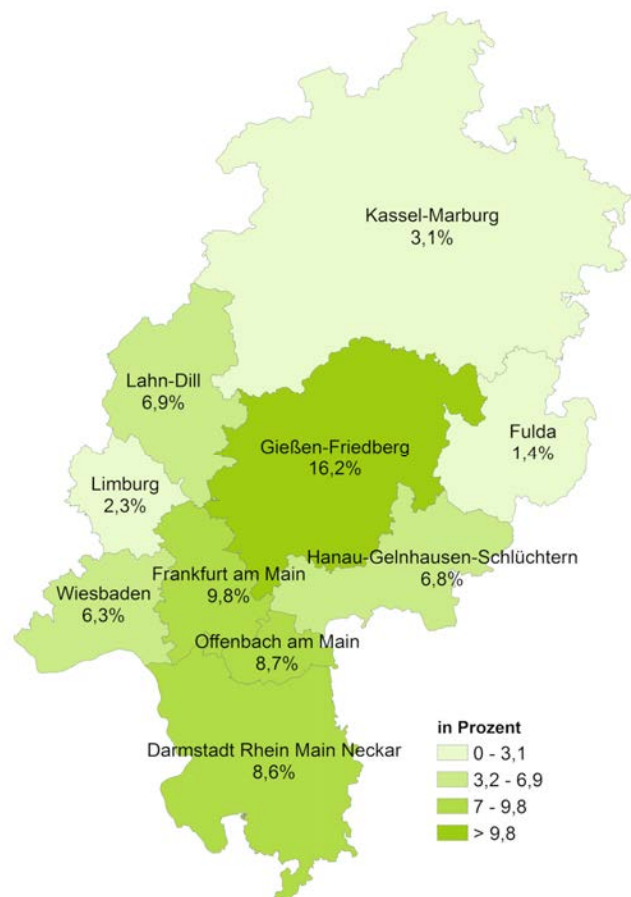 Kassel-Marburg
3,1%
Lahn-Dill
6,9%
Gießen-Friedberg
16,2%
Fulda
1,4%
Limburg
2,3%
Hanau-Gelnhausen-Schlüchtern
6,8%
Wiesbaden
6,3%
Frankfurt am Main
9,8%
Offenbach am Main
8,7%
Darmstadt Rhein Main Neckar
8,6%
in Prozent
0 - 3,1
3,2 - 6,9
7 - 9,8
> 9,8